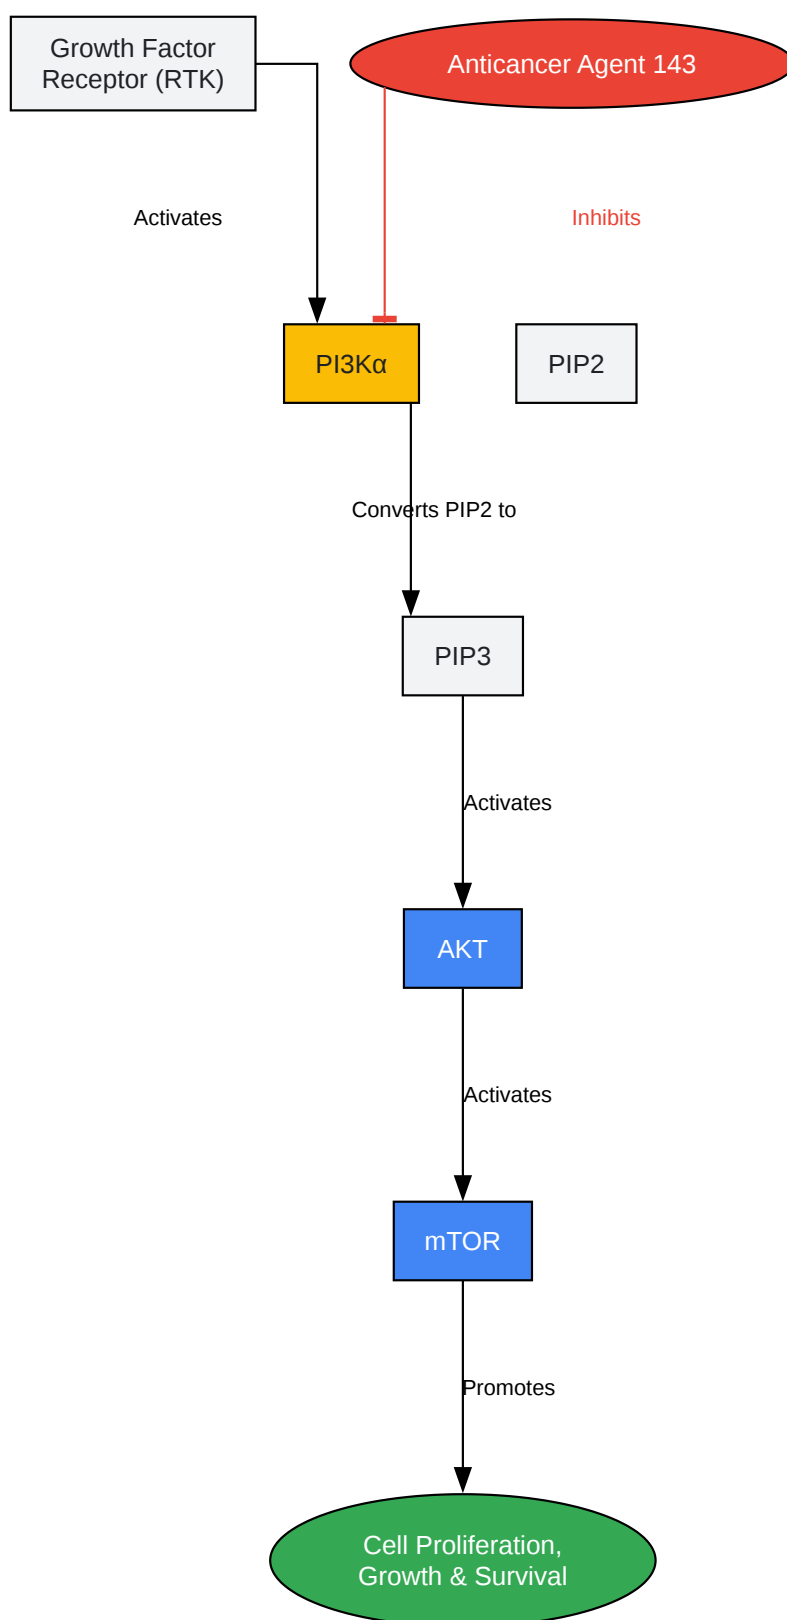 Growth Factor
Receptor (RTK)
Anticancer Agent 143
Activates
Inhibits
PI3Kα
PIP2
Converts PIP2 to
PIP3
Activates
AKT
Activates
mTOR
Promotes
Cell Proliferation,
Growth & Survival